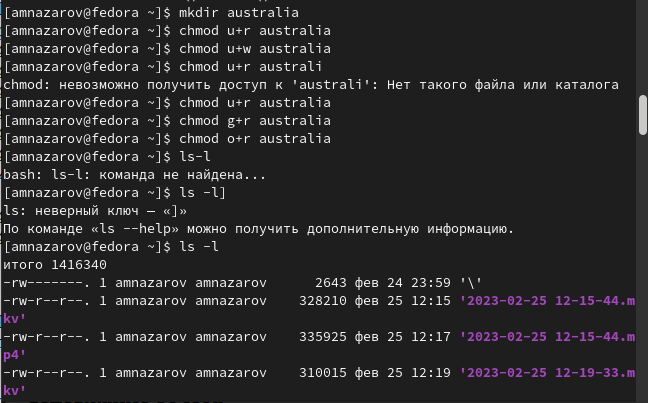 [amnazarov@fedora ~]$ mkdir australia
[amnazarov@fedora ~]$ chmod u+r australia
[amnazarov@fedora ~]$ chmod u+w australia
[amnazarov@fedora ~]$ chmod u+r australi
chmod: невозможно получить доступ к 'australi': Нет такого файла или каталога
[amnazarov@fedora ~]$ chmod u+r australia
[amnazarov@fedora ~]$ chmod g+r australia
[amnazarov@fedora ~]$ chmod o+r australia
[amnazarov@fedora ~]$ ls-l
bash: ls-l: команда не найдена...
[amnazarov@fedora ~]$ ls -l]
ls: неверный ключ — «]»
По команде «ls --help» можно получить дополнительную информацию.
[amnazarov@fedora ~]$ ls -l
итого 1416340
-rw-------. 1 amnazarov amnazarov     2643 фев 24 23:59 '\'
-rw-r--r--. 1 amnazarov amnazarov   328210 фев 25 12:15 '2023-02-25 12-15-44.m
kv'
-rw-r--r--. 1 amnazarov amnazarov   335925 фев 25 12:17 '2023-02-25 12-15-44.m
p4'
-rw-r--r--. 1 amnazarov amnazarov   310015 фев 25 12:19 '2023-02-25 12-19-33.m
kv'